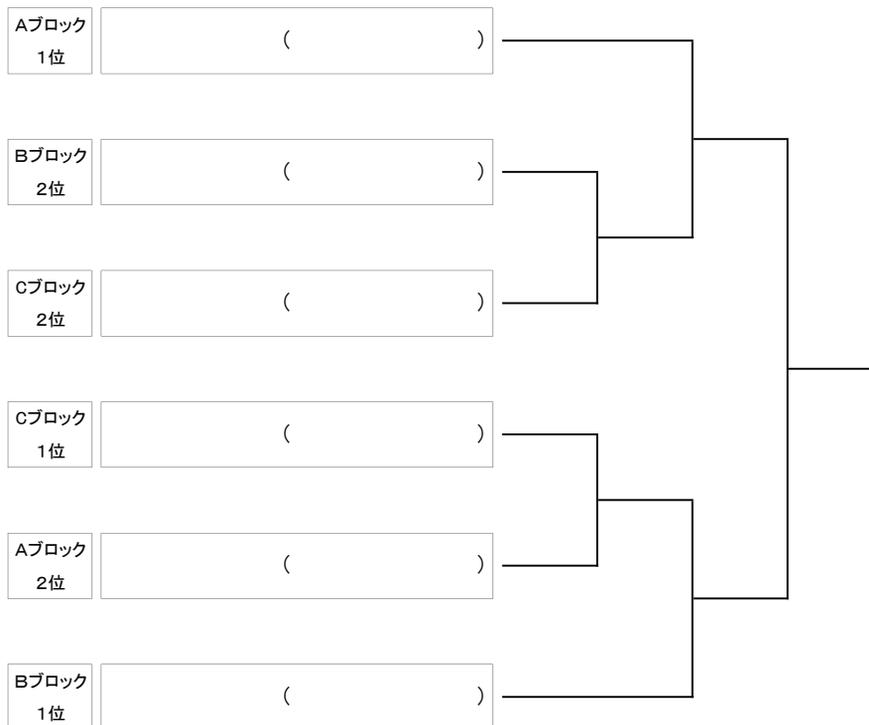 Aブロック
1位
(　　　　　　　　　　)
Bブロック
2位
(　　　　　　　　　　)
Cブロック
2位
(　　　　　　　　　　)
Cブロック
1位
(　　　　　　　　　　)
Aブロック
2位
(　　　　　　　　　　)
Bブロック
1位
(　　　　　　　　　　)